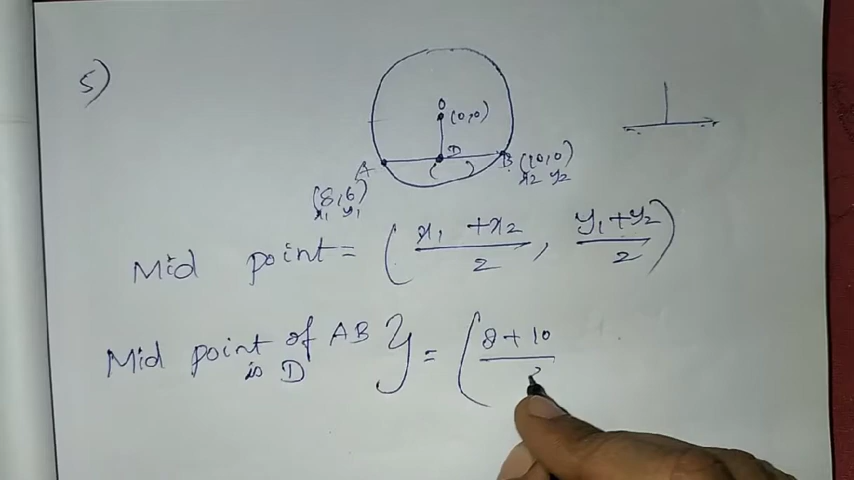 5)
O
(0,0)
A
D
B
(10,0)
x2 y2
(8,6)
x1 y1
( )
Mid point = ( x1 + x2 / 2 , y1 + y2 / 2 )
Mid point of AB
is D
} = ( 8 + 10 / 2